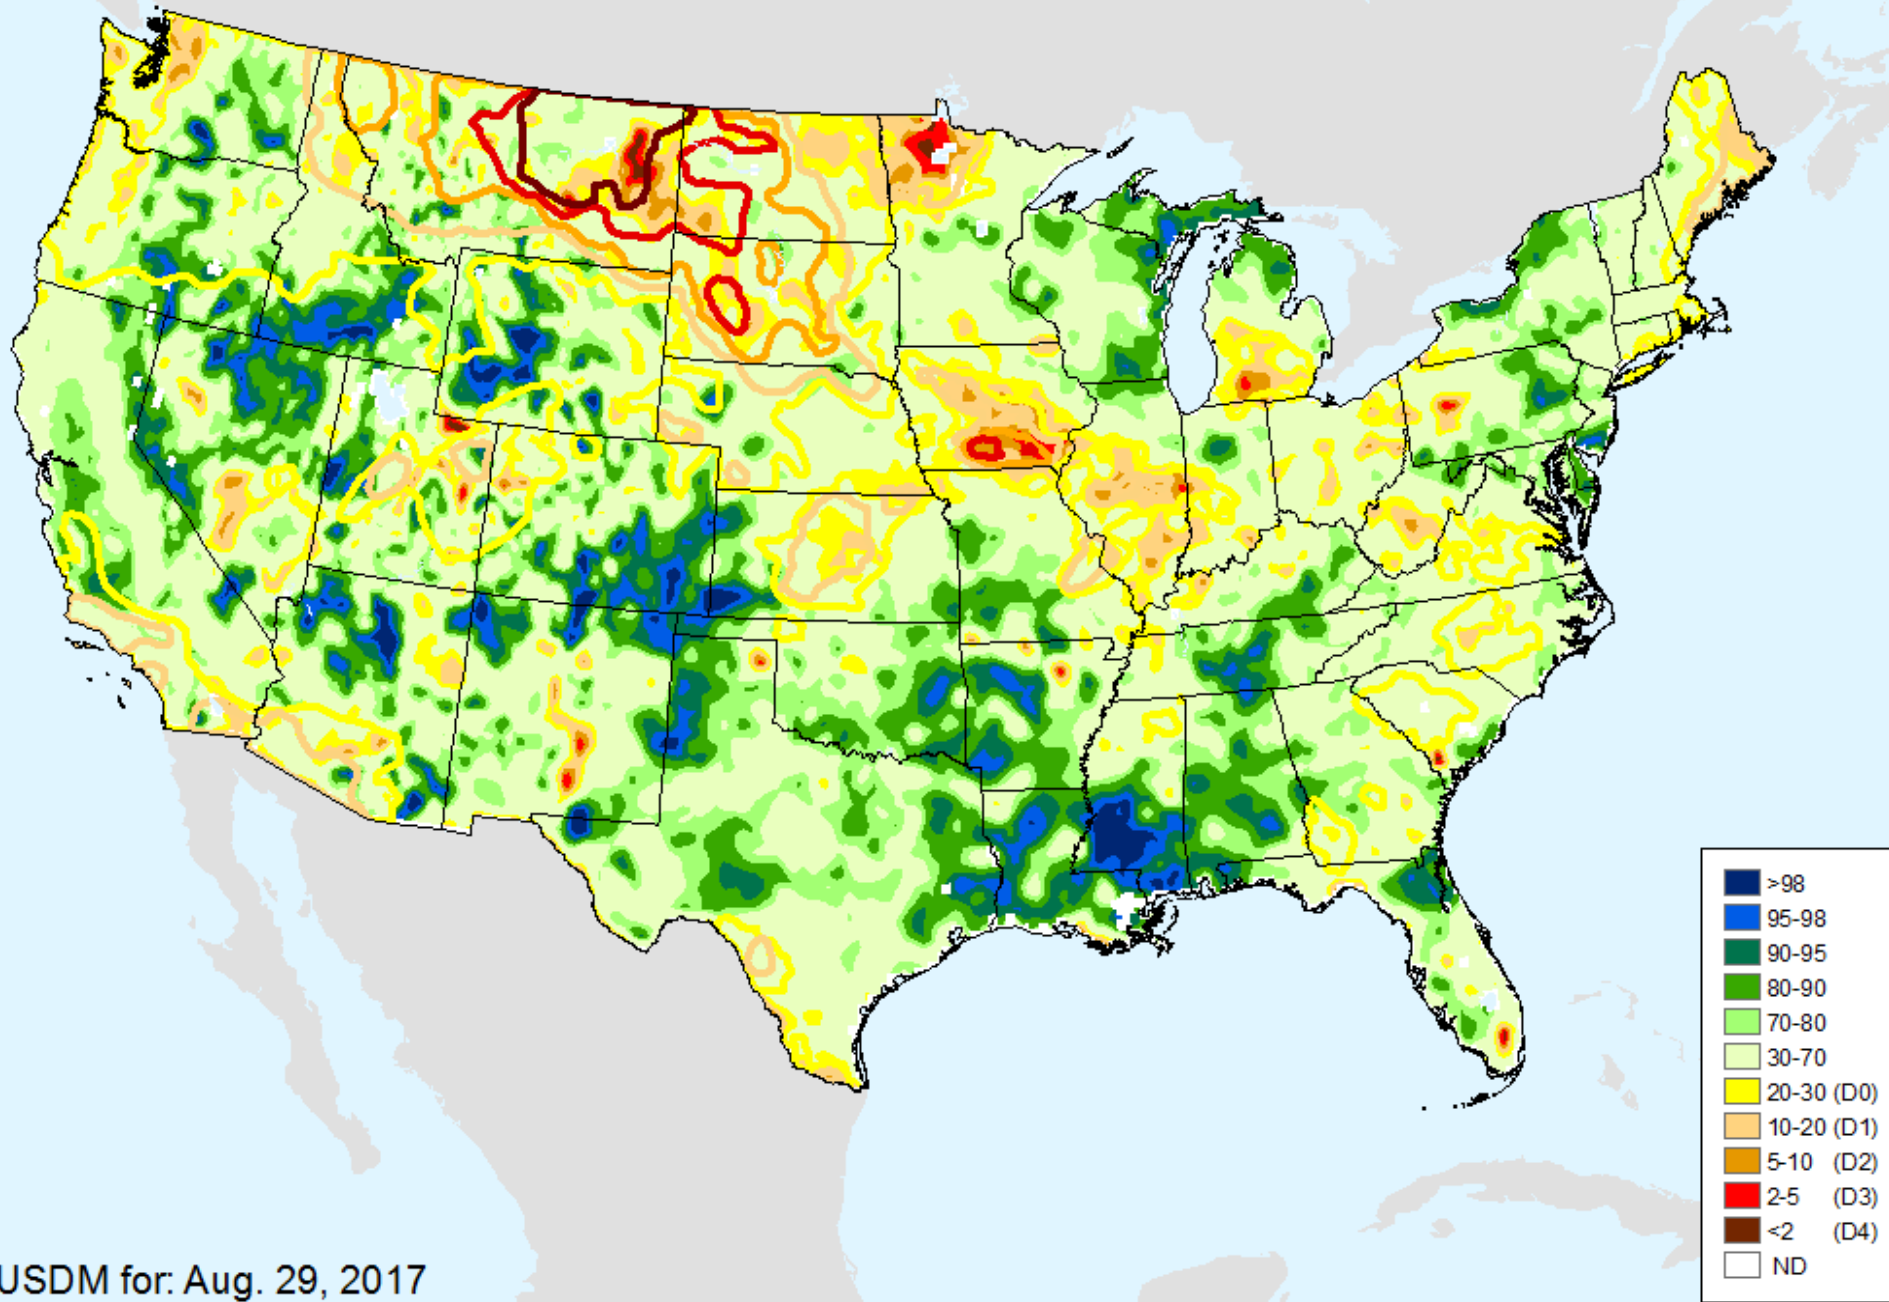 >98
95-98
90-95
80-90
70-80
30-70
20-30 (D0)
10-20 (D1)
5-10 (D2)
2-5 (D3)
<2 (D4)
ND
USDM for: Aug. 29, 2017